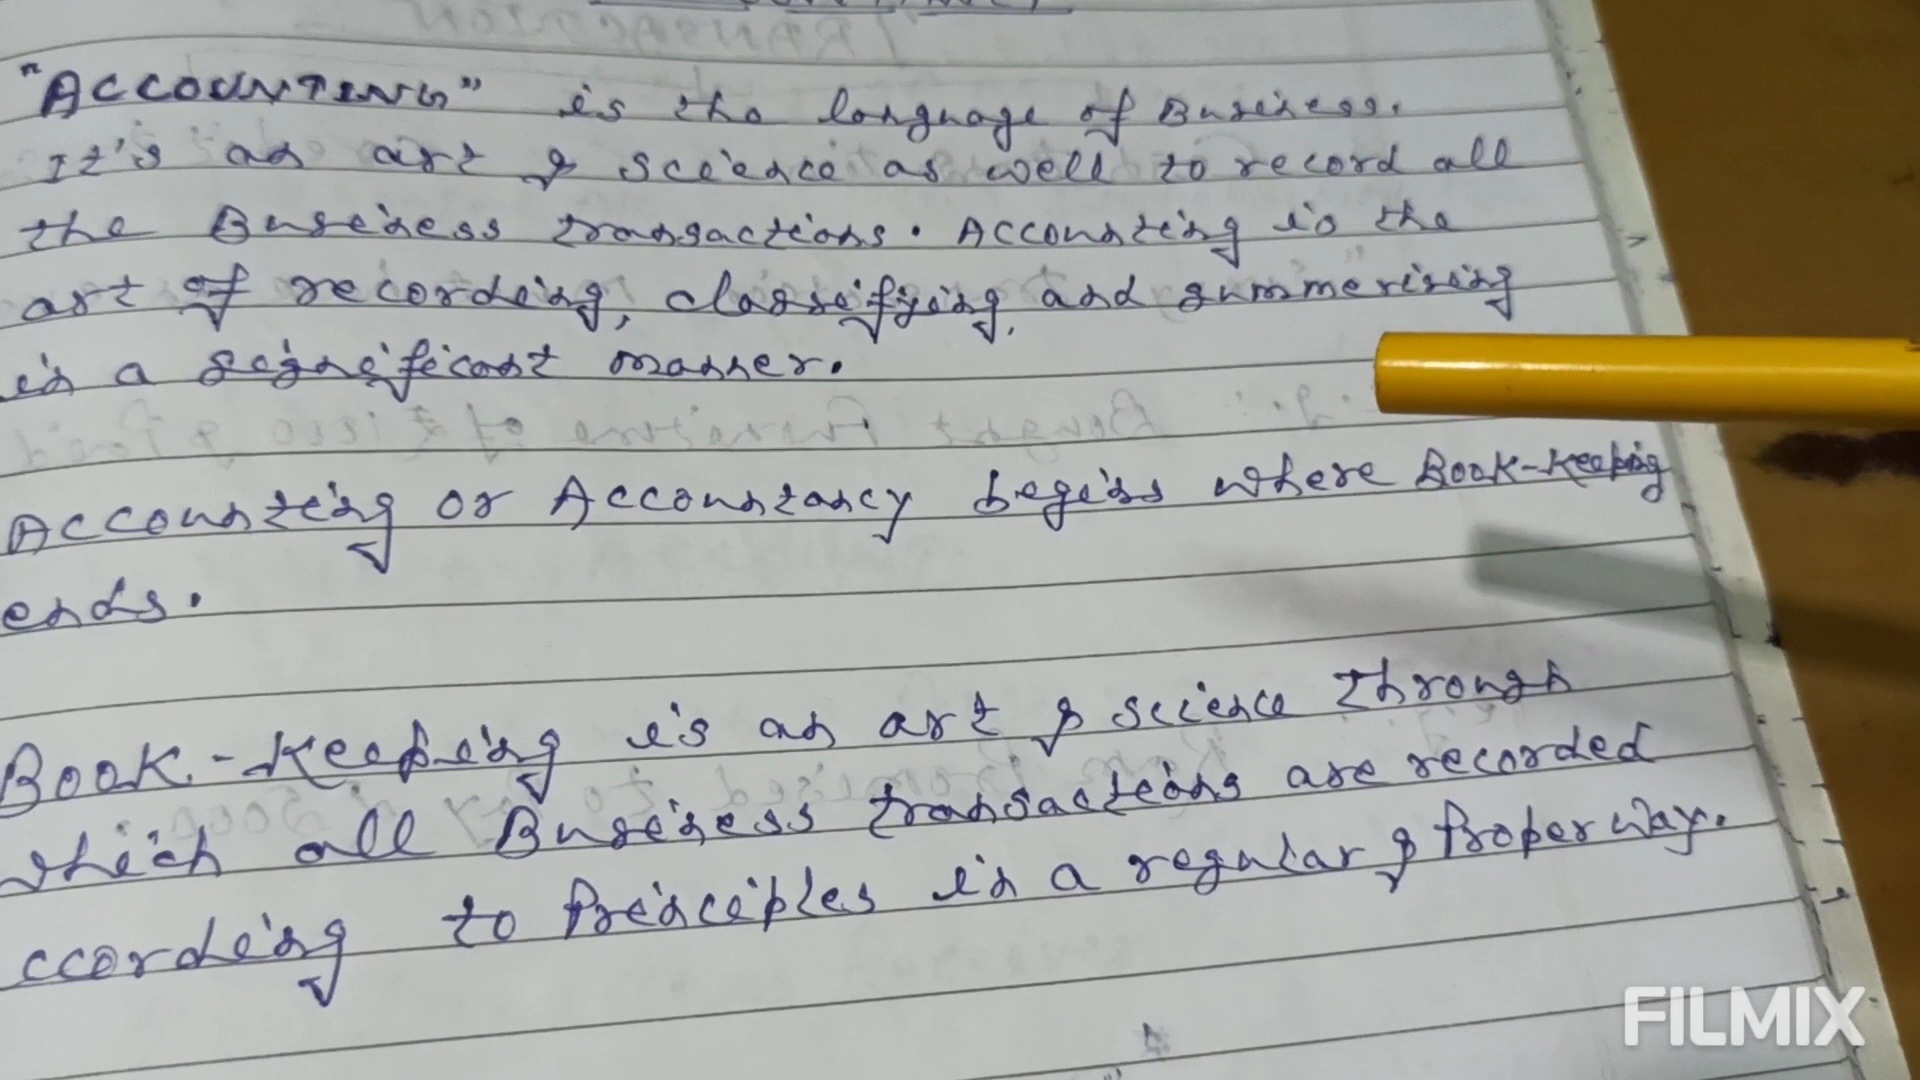 "ACCOUNTING" is the language of Business.
It's an art & science as well to record all
the Business transactions. Accounting is the
art of recording, classifying, and summerising
in a significant manner.
Accounting or Accountancy begins where Book-Keeping
ends.
Book-Keeping is an art & science through
which all Business transactions are recorded
ccording to Principles in a regular & Proper way.
FILMIX